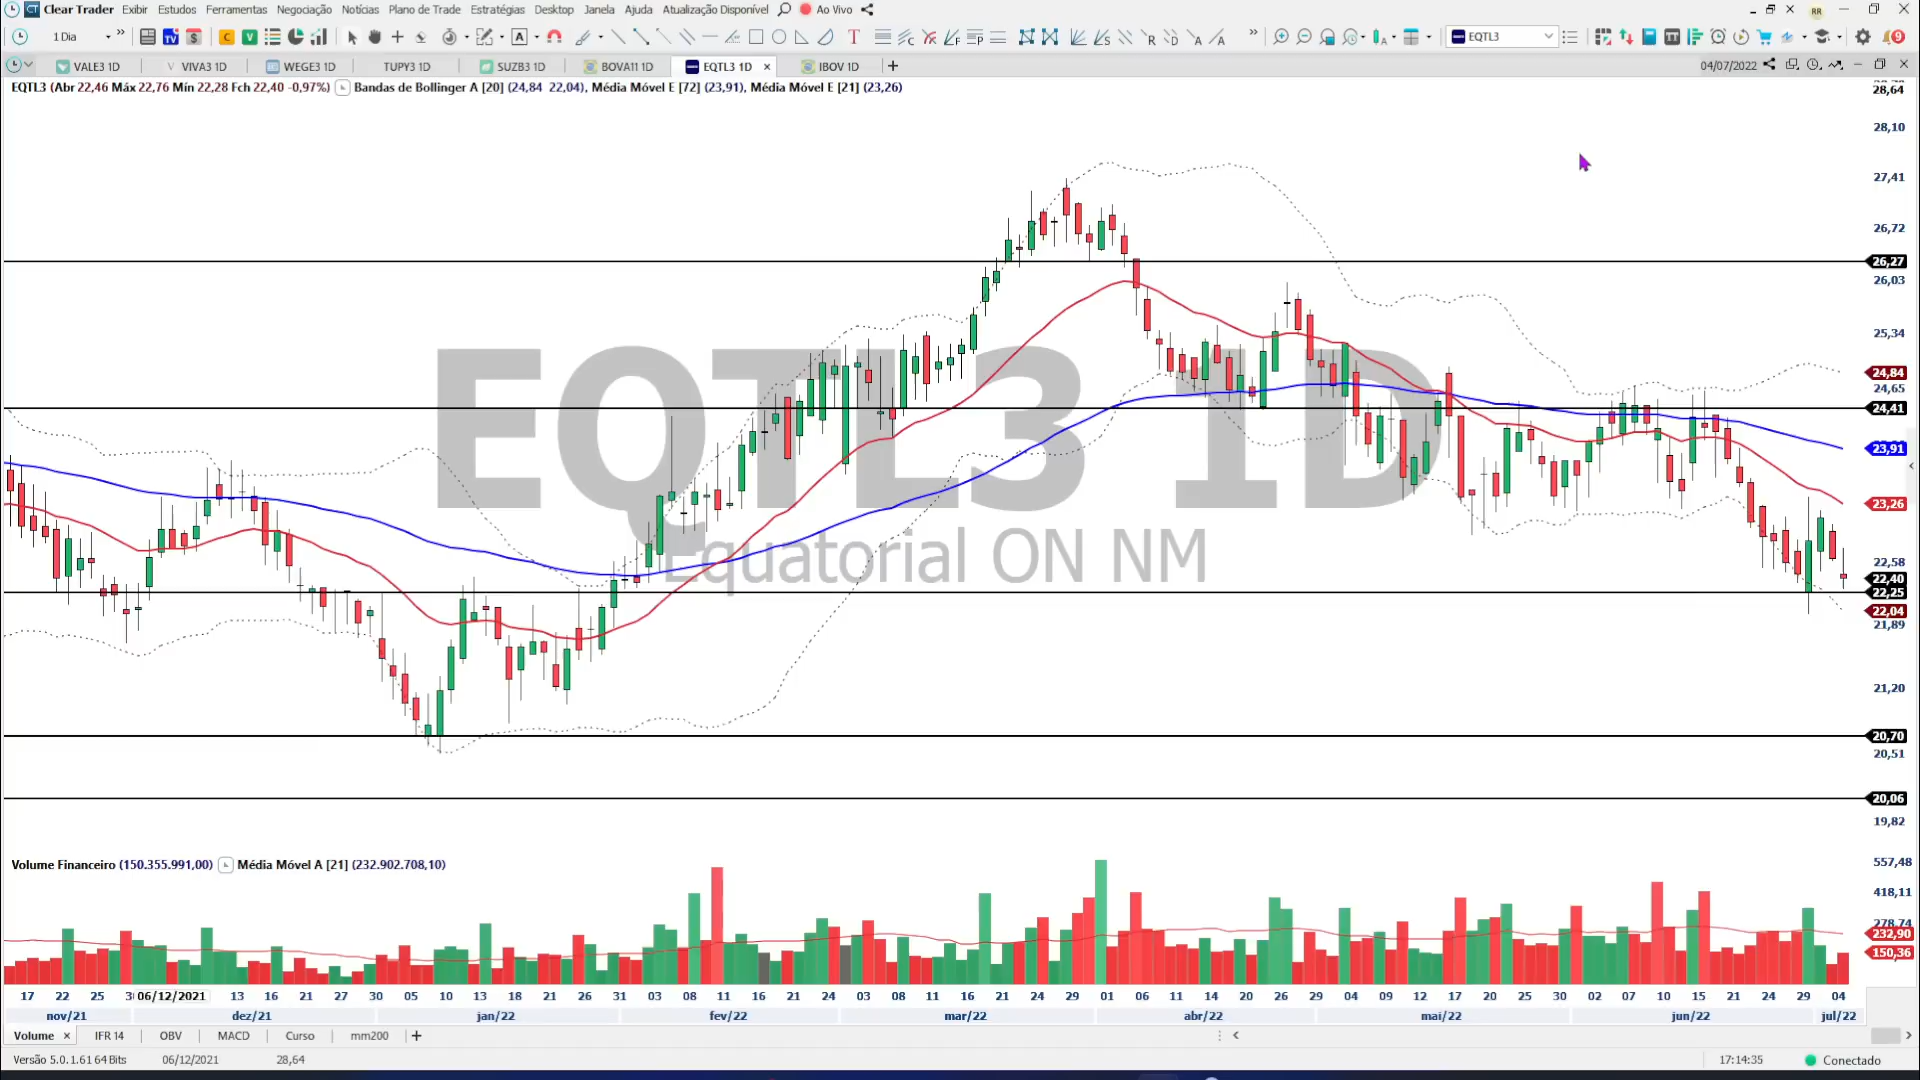 CT Clear Trader Exibir Estudos Ferramentas Negociação Notícias Plano de Trade Estratégias Desktop Janela Ajuda Atualização Disponível Ao Vivo RR
1 Dia EQTL3 9
VALE3 1D VIVA3 1D WEGE3 1D TUPY3 1D SUZB3 1D BOVA11 1D EQTL3 1D IBOV 1D 04/07/2022
EQTL3 (Abr 22,46 Máx 22,76 Mín 22,28 Fch 22,40 -0,97%) Bandas de Bollinger A [20] (24,84 22,04), Média Móvel E [72] (23,91), Média Móvel E [21] (23,26)
28,64
28,10
27,41
26,72
26,27
26,03
25,34
24,84
24,65
24,41
23,91
23,26
22,58
22,40
22,25
22,04
21,89
21,20
20,70
20,51
20,06
19,82
EQTL3 1D
Equatorial ON NM
Volume Financeiro (150.355.991,00) Média Móvel A [21] (232.902.708,10)
557,48
418,11
278,74
232,90
150,36
17 22 25 06/12/2021 13 16 21 27 30 05 10 13 18 21 26 31 03 08 11 16 21 24 03 08 11 16 21 24 29 01 06 11 14 20 26 29 04 09 12 17 20 25 30 02 07 10 15 21 24 29 04
nov/21 dez/21 jan/22 fev/22 mar/22 abr/22 mai/22 jun/22 jul/22
Volume IFR 14 OBV MACD Curso mm200
Versão 5.0.1.61 64 Bits 06/12/2021 28,64 17:14:35 Conectado